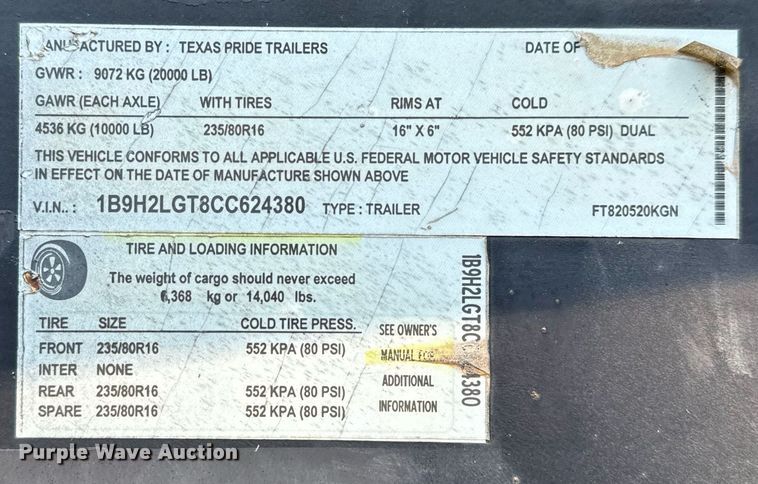 MANUFACTURED BY : TEXAS PRIDE TRAILERS DATE OF
GVWR : 9072 KG (20000 LB)
GAWR (EACH AXLE) WITH TIRES RIMS AT COLD
4536 KG (10000 LB) 235/80R16 16" X 6" 552 KPA (80 PSI) DUAL
THIS VEHICLE CONFORMS TO ALL APPLICABLE U.S. FEDERAL MOTOR VEHICLE SAFETY STANDARDS
IN EFFECT ON THE DATE OF MANUFACTURE SHOWN ABOVE
V.I.N.. : 1B9H2LGT8CC624380 TYPE : TRAILER FT820520KGN
TIRE AND LOADING INFORMATION
The weight of cargo should never exceed
6,368 kg or 14,040 lbs.
TIRE SIZE COLD TIRE PRESS.
FRONT 235/80R16 552 KPA (80 PSI)
INTER NONE
REAR 235/80R16 552 KPA (80 PSI)
SPARE 235/80R16 552 KPA (80 PSI)
SEE OWNER'S
MANUAL FOR
ADDITIONAL
INFORMATION
1B9H2LGT8C 4380
Purple Wave Auction